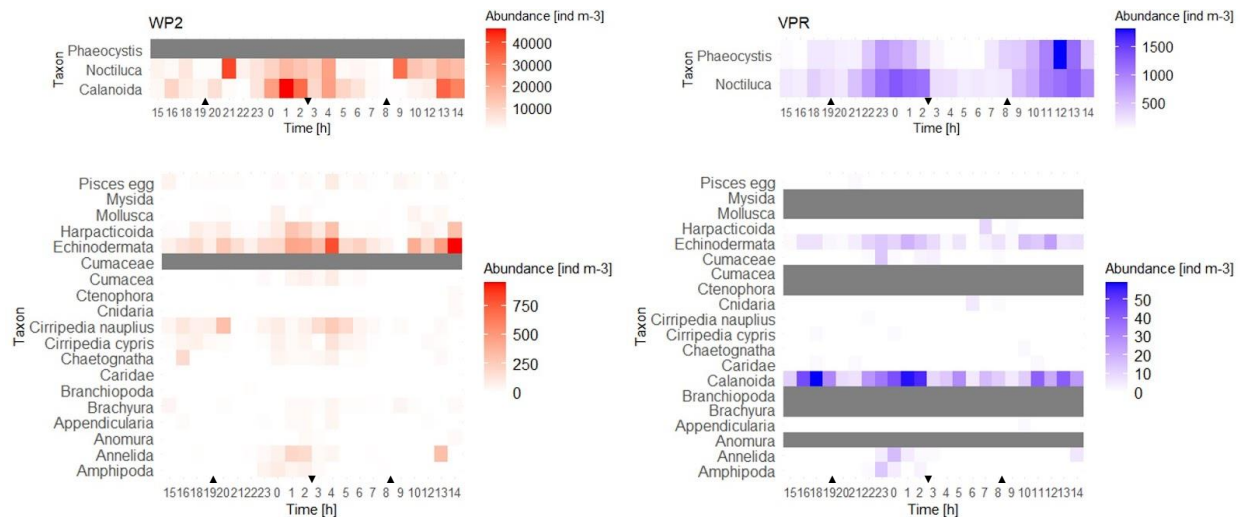 WP2
Abundance [ind m-3]
Taxon
Phaeocystis
Noctiluca
Calanoida
40000
30000
20000
10000
15 16 18 19 20 21 22 23 0 1 2 3 4 5 6 7 8 9 10 12 13 14
Time [h]
VPR
Abundance [ind m-3]
Taxon
Phaeocystis
Noctiluca
1500
1000
500
15 16 18 19 20 21 22 23 0 1 2 3 4 5 6 7 8 9 10 11 12 13 14
Time [h]
Taxon
Pisces egg
Mysida
Mollusca
Harpacticoida
Echinodermata
Cumaceae
Cumacea
Ctenophora
Cnidaria
Cirripedia nauplius
Cirripedia cypris
Chaetognatha
Caridae
Branchiopoda
Brachyura
Appendicularia
Anomura
Annelida
Amphipoda
Abundance [ind m-3]
750
500
250
0
15 16 18 19 20 21 22 23 0 1 2 3 4 5 6 7 8 9 10 12 13 14
Time [h]
Taxon
Pisces egg
Mysida
Mollusca
Harpacticoida
Echinodermata
Cumaceae
Cumacea
Ctenophora
Cnidaria
Cirripedia nauplius
Cirripedia cypris
Chaetognatha
Caridae
Calanoida
Branchiopoda
Brachyura
Appendicularia
Anomura
Annelida
Amphipoda
Abundance [ind m-3]
50
40
30
20
10
0
15 16 18 19 20 21 22 23 0 1 2 3 4 5 6 7 8 9 10 11 12 13 14
Time [h]